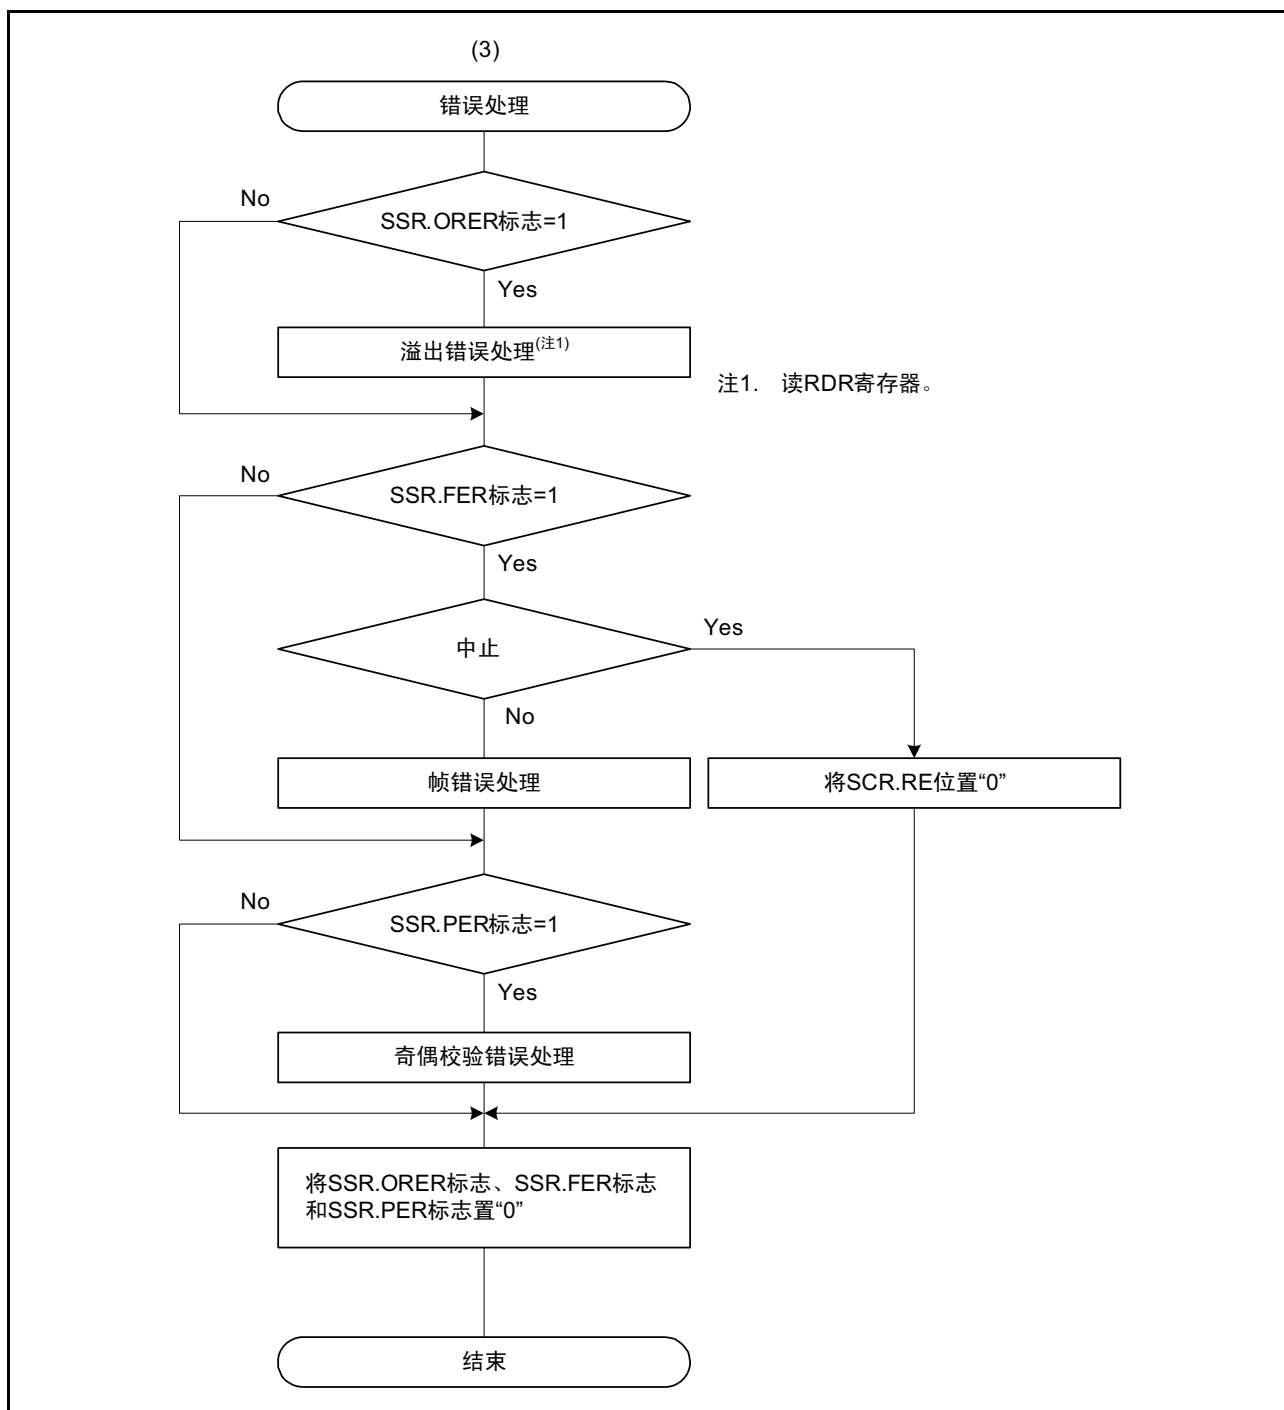 (3)
错误处理
No
SSR.ORER标志=1
Yes
溢出错误处理(注1)
注1. 读RDR寄存器。
No
SSR.FER标志=1
Yes
中止
Yes
No
帧错误处理
将SCR.RE位置“0”
No
SSR.PER标志=1
Yes
奇偶校验错误处理
将SSR.ORER标志、SSR.FER标志
和SSR.PER标志置“0”
结束